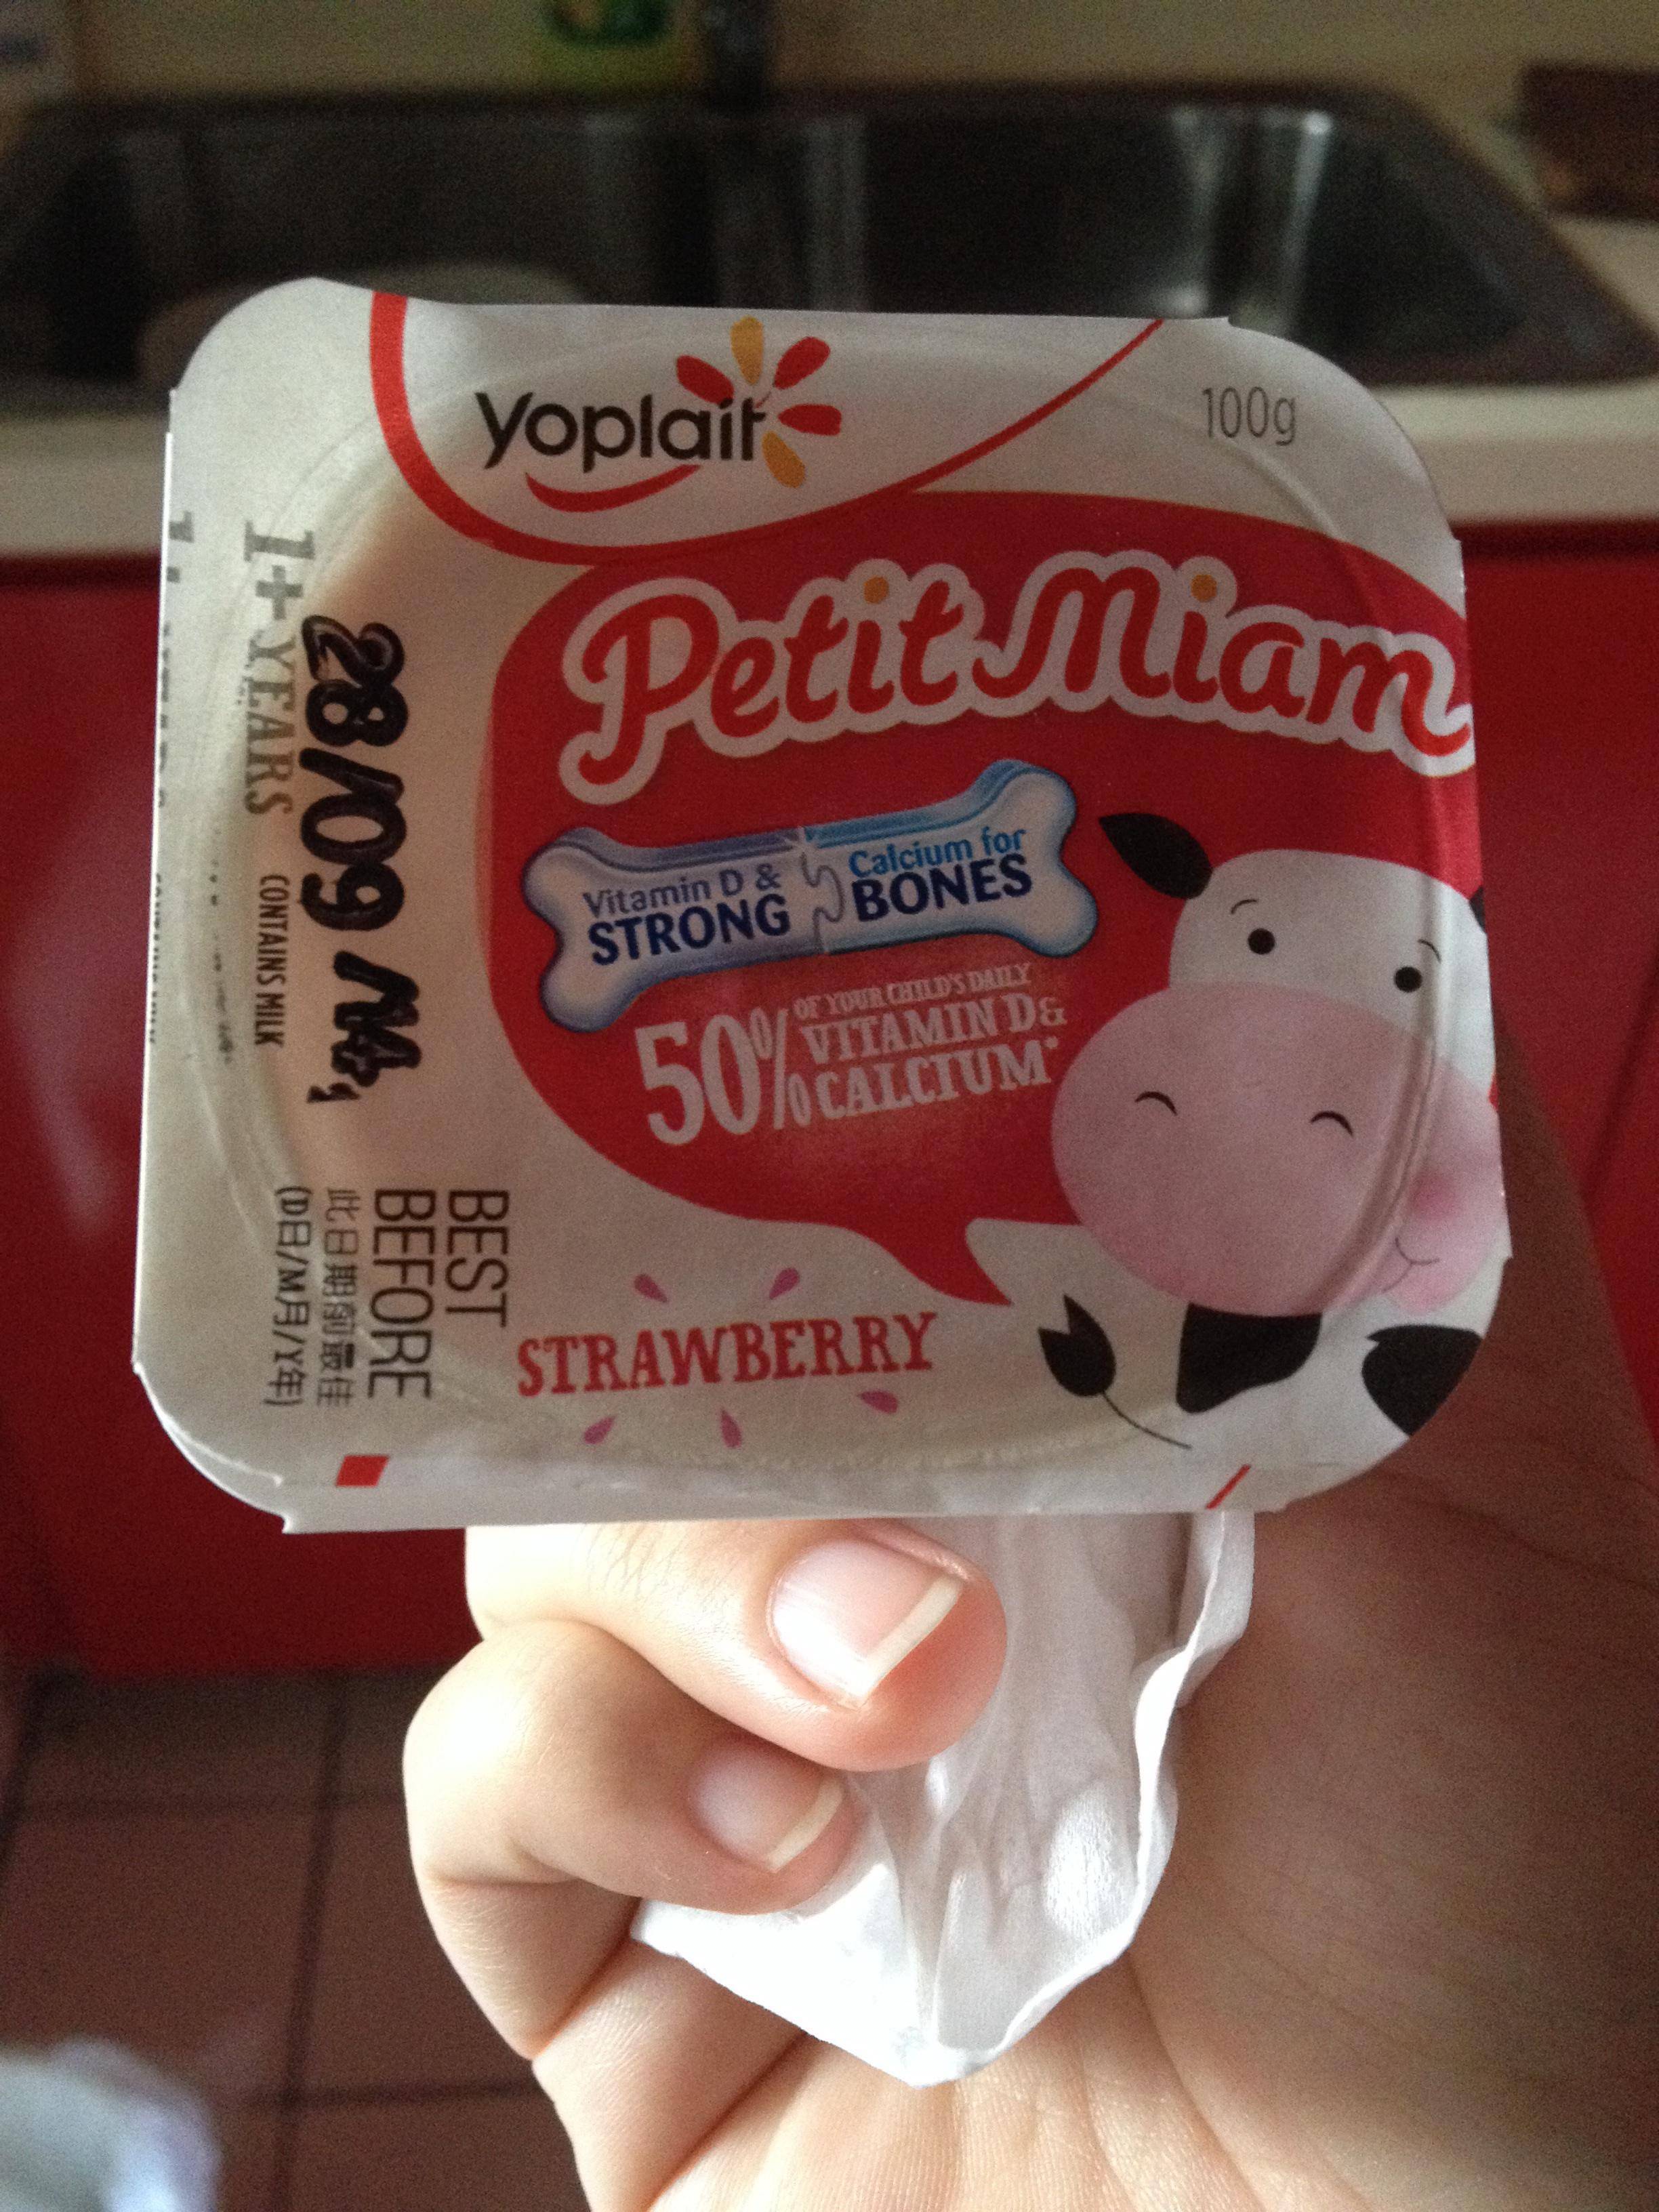 yoplait
100g
Petit Miam
Vitamin D &
STRONG
Calcium for
BONES
50%
OF YOUR CHILD'S DAILY
VITAMIN D &
CALCIUM*
STRAWBERRY
BEST
BEFORE
此日期前最佳
(D日/M月/Y年)
28/09
1+ YEARS
CONTAINS MILK